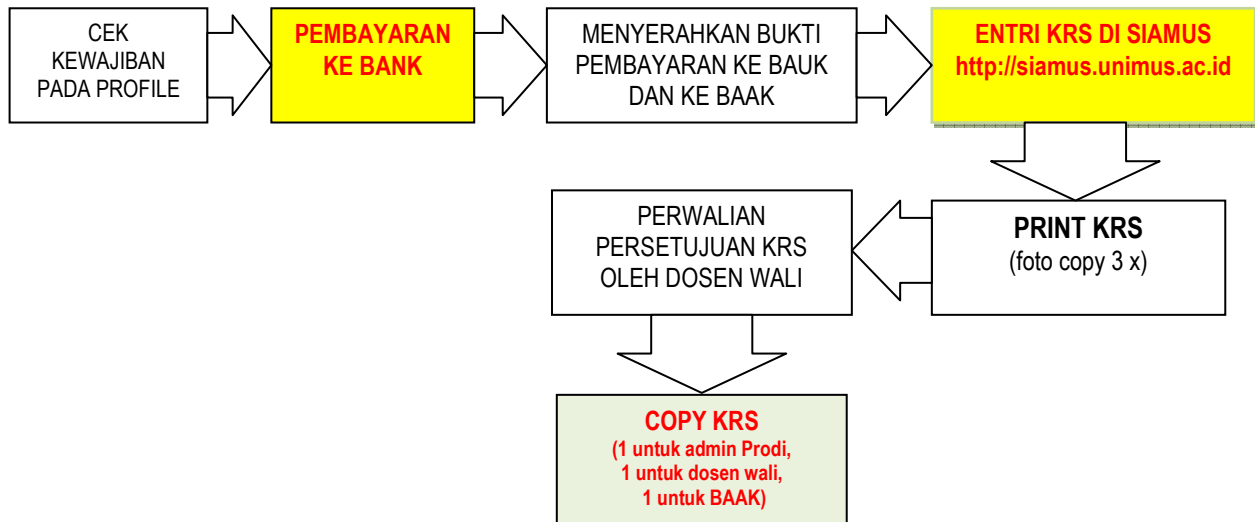 CEK
KEWAJIBAN
PADA PROFILE
PEMBAYARAN
KE BANK
MENYERAHKAN BUKTI
PEMBAYARAN KE BAUK
DAN KE BAAK
ENTRI KRS DI SIAMUS
http://siamus.unimus.ac.id
PRINT KRS
(foto copy 3 x)
PERWALIAN
PERSETUJUAN KRS
OLEH DOSEN WALI
COPY KRS
(1 untuk admin Prodi,
1 untuk dosen wali,
1 untuk BAAK)